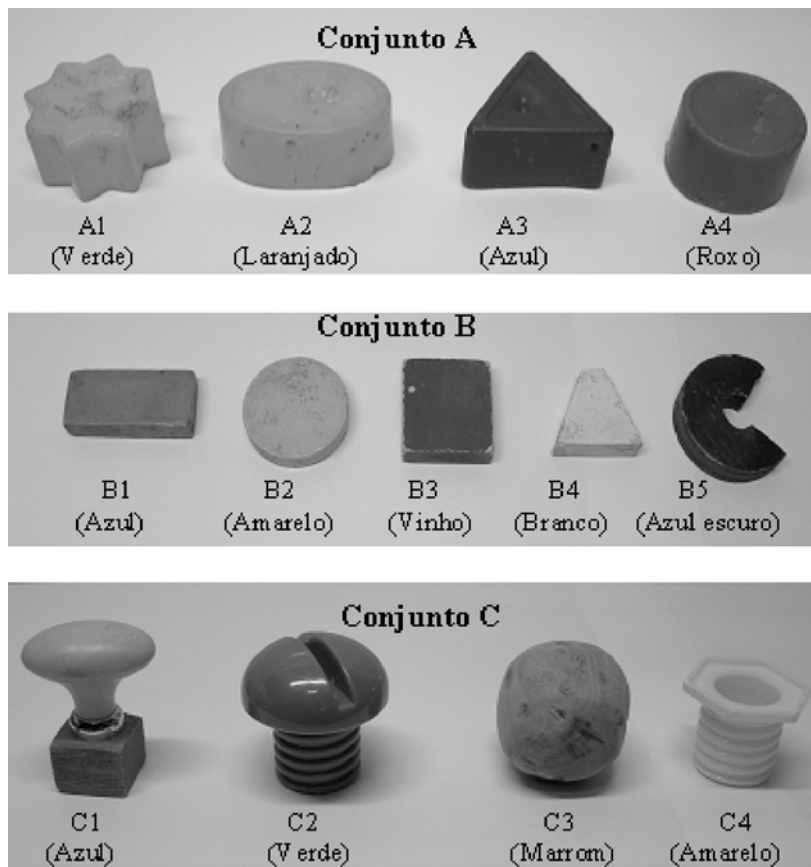 Conjunto A
A1 A2 A3 A4
(Verde) (Laranjado) (Azul) (Roxo)
Conjunto B
B1 B2 B3 B4 B5
(Azul) (Amarelo) (Vinho) (Branco) (Azul escuro)
Conjunto C
C1 C2 C3 C4
(Azul) (Verde) (Marrom) (Amarelo)